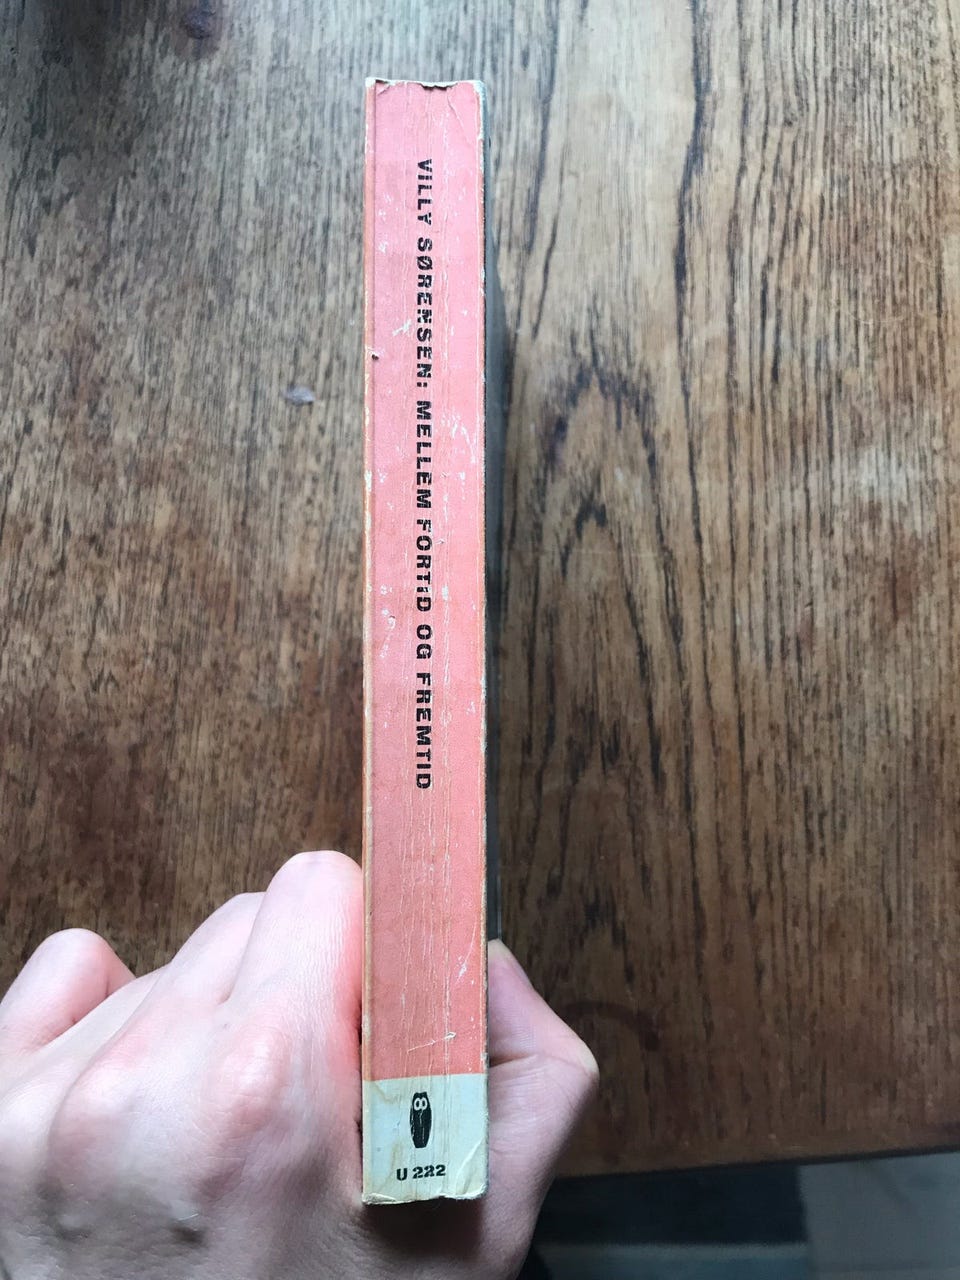 VILLY SØRENSEN: MELLEM FORTID OG FREMTID
U 222